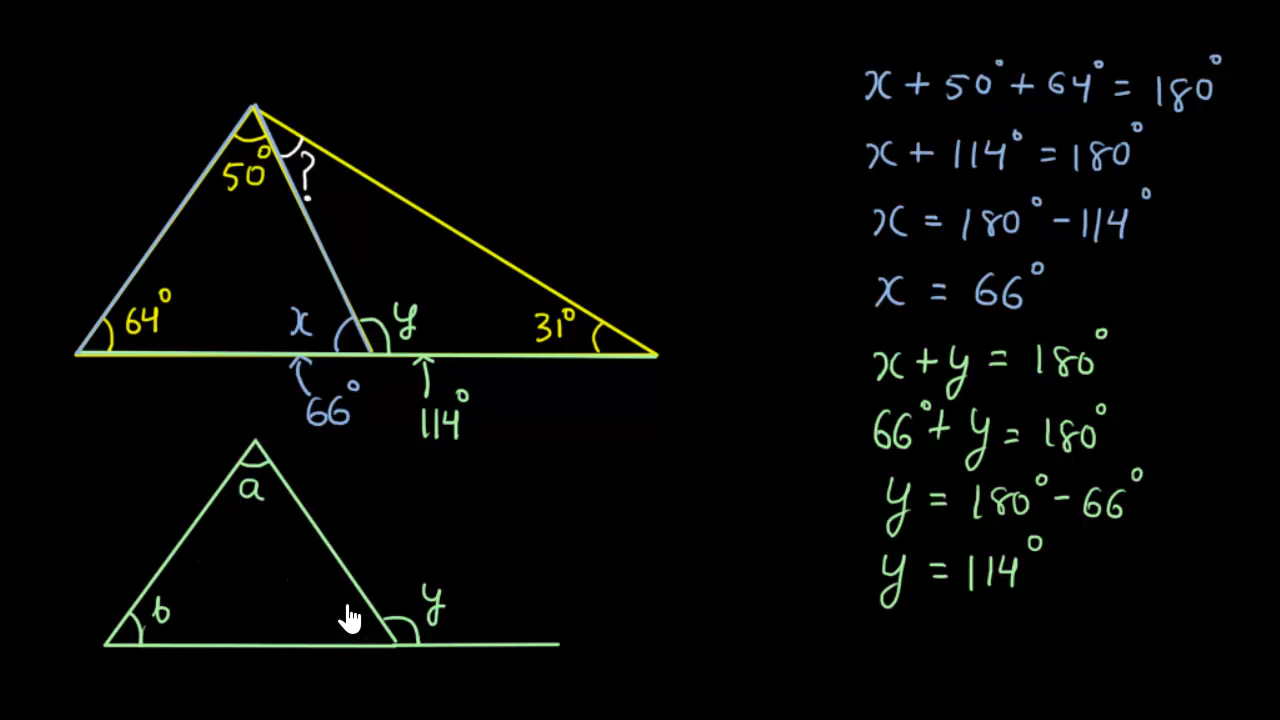 50° ?
64° x y 31°
66° 114°
a
b y
x + 50° + 64° = 180°
x + 114° = 180°
x = 180° - 114°
x = 66°
x + y = 180°
66° + y = 180°
y = 180° - 66°
y = 114°